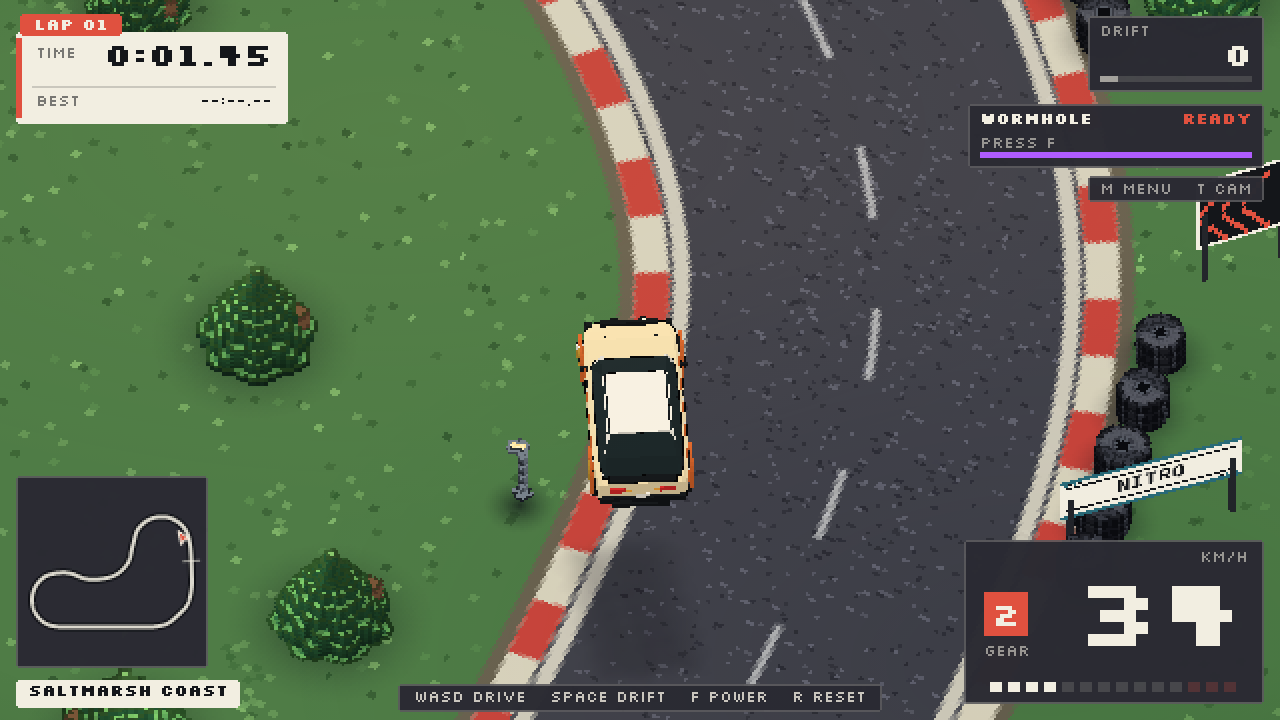 LAP 01
TIME 0:01.45
BEST --:--.--
DRIFT
0
WORMHOLE READY
PRESS F
M MENU T CAM
NITRO
KM/H
2 34
GEAR
SALTMARSH COAST
WASD DRIVE SPACE DRIFT F POWER R RESET